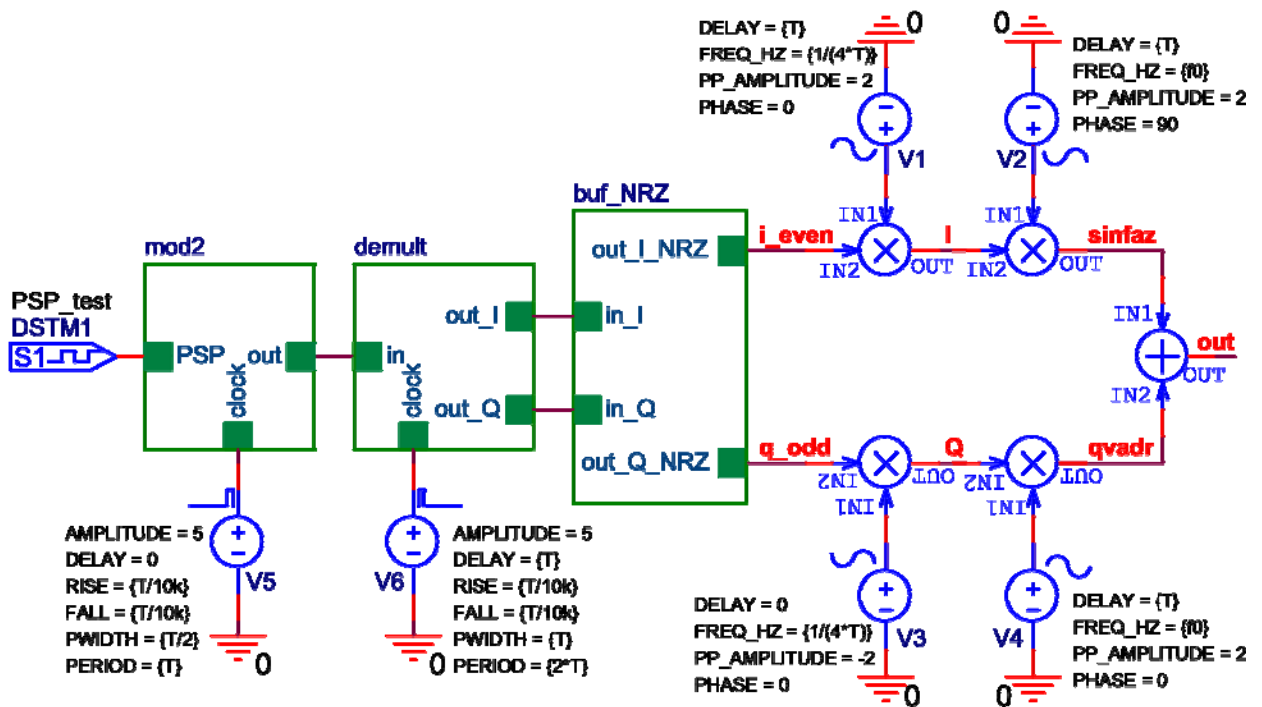 DELAY = {T}
FREQ_HZ = {1/(4*T)}
PP_AMPLITUDE = 2
PHASE = 0
0
V1
0
DELAY = {T}
FREQ_HZ = {f0}
PP_AMPLITUDE = 2
PHASE = 90
V2
PSP_test
DSTM1
S1
mod2
PSP
out
clock
demult
in
out_I
out_Q
clock
buf_NRZ
out_I_NRZ
in_I
in_Q
out_Q_NRZ
i_even
IN1
IN2
OUT
I
IN1
IN2
OUT
sinfaz
IN1
IN2
OUT
out
q_odd
IN2
IN1
OUT
Q
IN2
IN1
OUT
qvadr
AMPLITUDE = 5
DELAY = 0
RISE = {T/10k}
FALL = {T/10k}
PWIDTH = {T/2}
PERIOD = {T}
V5
0
AMPLITUDE = 5
DELAY = {T}
RISE = {T/10k}
FALL = {T/10k}
PWIDTH = {T}
PERIOD = {2*T}
V6
0
DELAY = 0
FREQ_HZ = {1/(4*T)}
PP_AMPLITUDE = -2
PHASE = 0
V3
0
DELAY = {T}
FREQ_HZ = {f0}
PP_AMPLITUDE = 2
PHASE = 0
V4
0